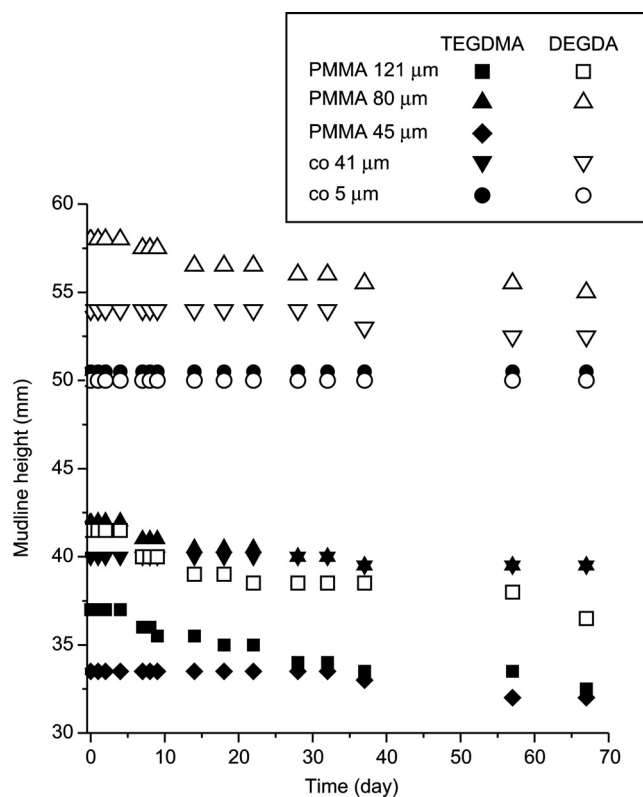 TEGDMA DEGDA
PMMA 121 μm
PMMA 80 μm
PMMA 45 μm
co 41 μm
co 5 μm
60
55
50
45
40
35
30
Mudline height (mm)
0 10 20 30 40 50 60 70
Time (day)